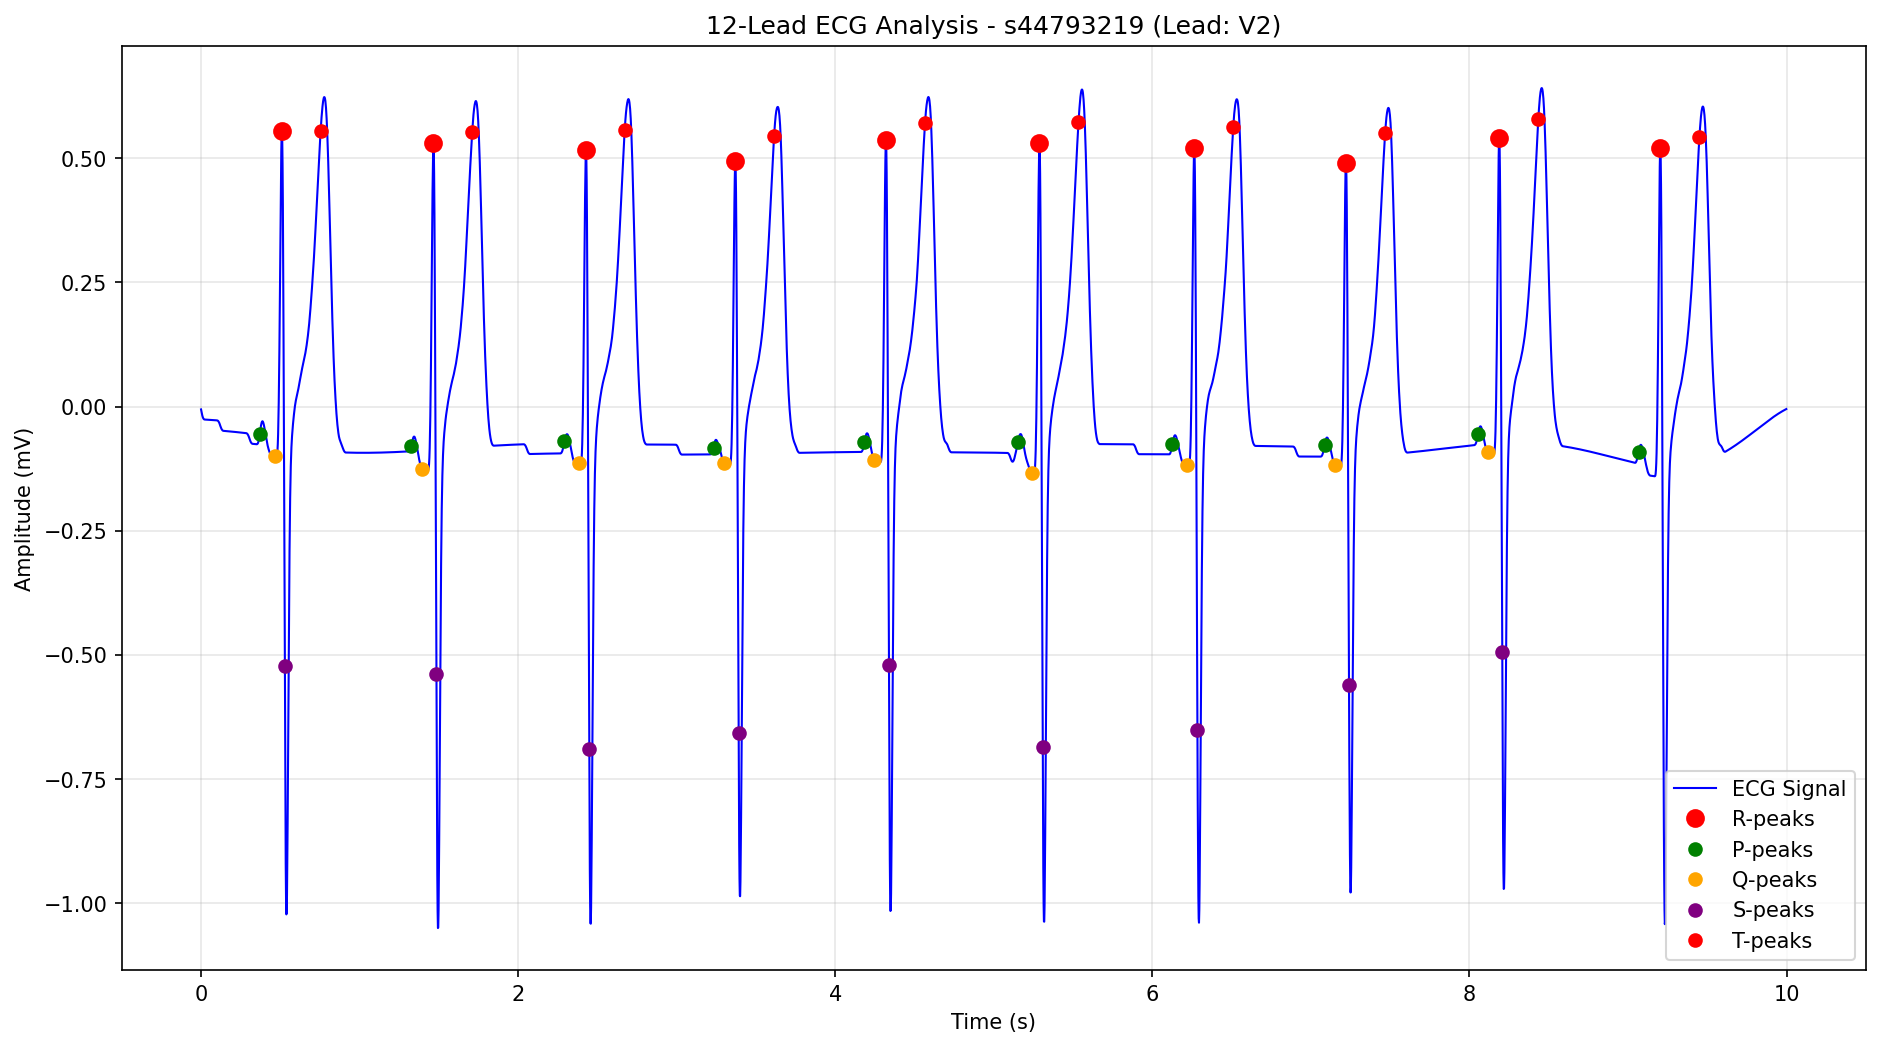 12-Lead ECG Analysis - s44793219 (Lead: V2)
Amplitude (mV)
0.50
0.25
0.00
−0.25
−0.50
−0.75
−1.00
ECG Signal
R-peaks
P-peaks
Q-peaks
S-peaks
T-peaks
0 2 4 6 8 10
Time (s)